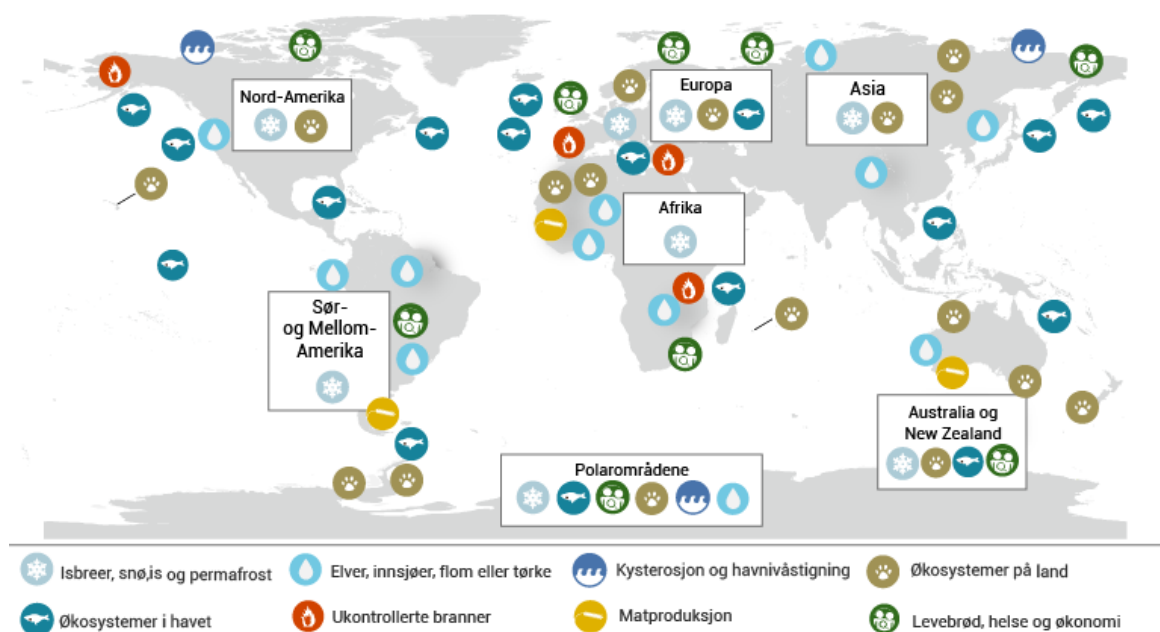 Nord-Amerika
Europa
Asia
Afrika
Sør-
og Mellom-
Amerika
Australia og
New Zealand
Polarområdene
Isbreer, snø,is og permafrost
Elver, innsjøer, flom eller tørke
Kysterosjon og havnivåstigning
Økosystemer på land
Økosystemer i havet
Ukontrollerte branner
Matproduksjon
Levebrød, helse og økonomi